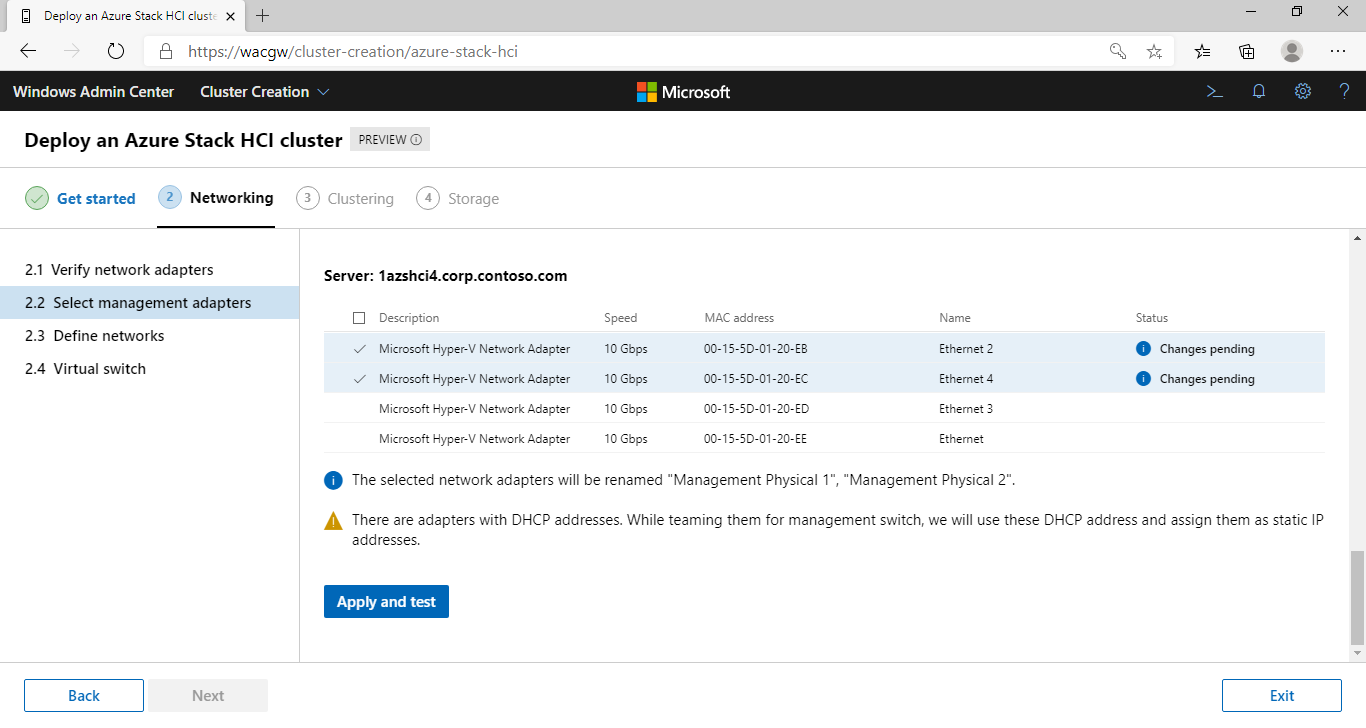 Deploy an Azure Stack HCI cluste
https://wacgw/cluster-creation/azure-stack-hci
Windows Admin Center Cluster Creation Microsoft
Deploy an Azure Stack HCI cluster PREVIEW
Get started 2 Networking 3 Clustering 4 Storage
2.1 Verify network adapters
2.2 Select management adapters
2.3 Define networks
2.4 Virtual switch
Server: 1azshci4.corp.contoso.com
Description Speed MAC address Name Status
Microsoft Hyper-V Network Adapter 10 Gbps 00-15-5D-01-20-EB Ethernet 2 Changes pending
Microsoft Hyper-V Network Adapter 10 Gbps 00-15-5D-01-20-EC Ethernet 4 Changes pending
Microsoft Hyper-V Network Adapter 10 Gbps 00-15-5D-01-20-ED Ethernet 3
Microsoft Hyper-V Network Adapter 10 Gbps 00-15-5D-01-20-EE Ethernet
The selected network adapters will be renamed "Management Physical 1", "Management Physical 2".
There are adapters with DHCP addresses. While teaming them for management switch, we will use these DHCP address and assign them as static IP
addresses.
Apply and test
Back Next Exit